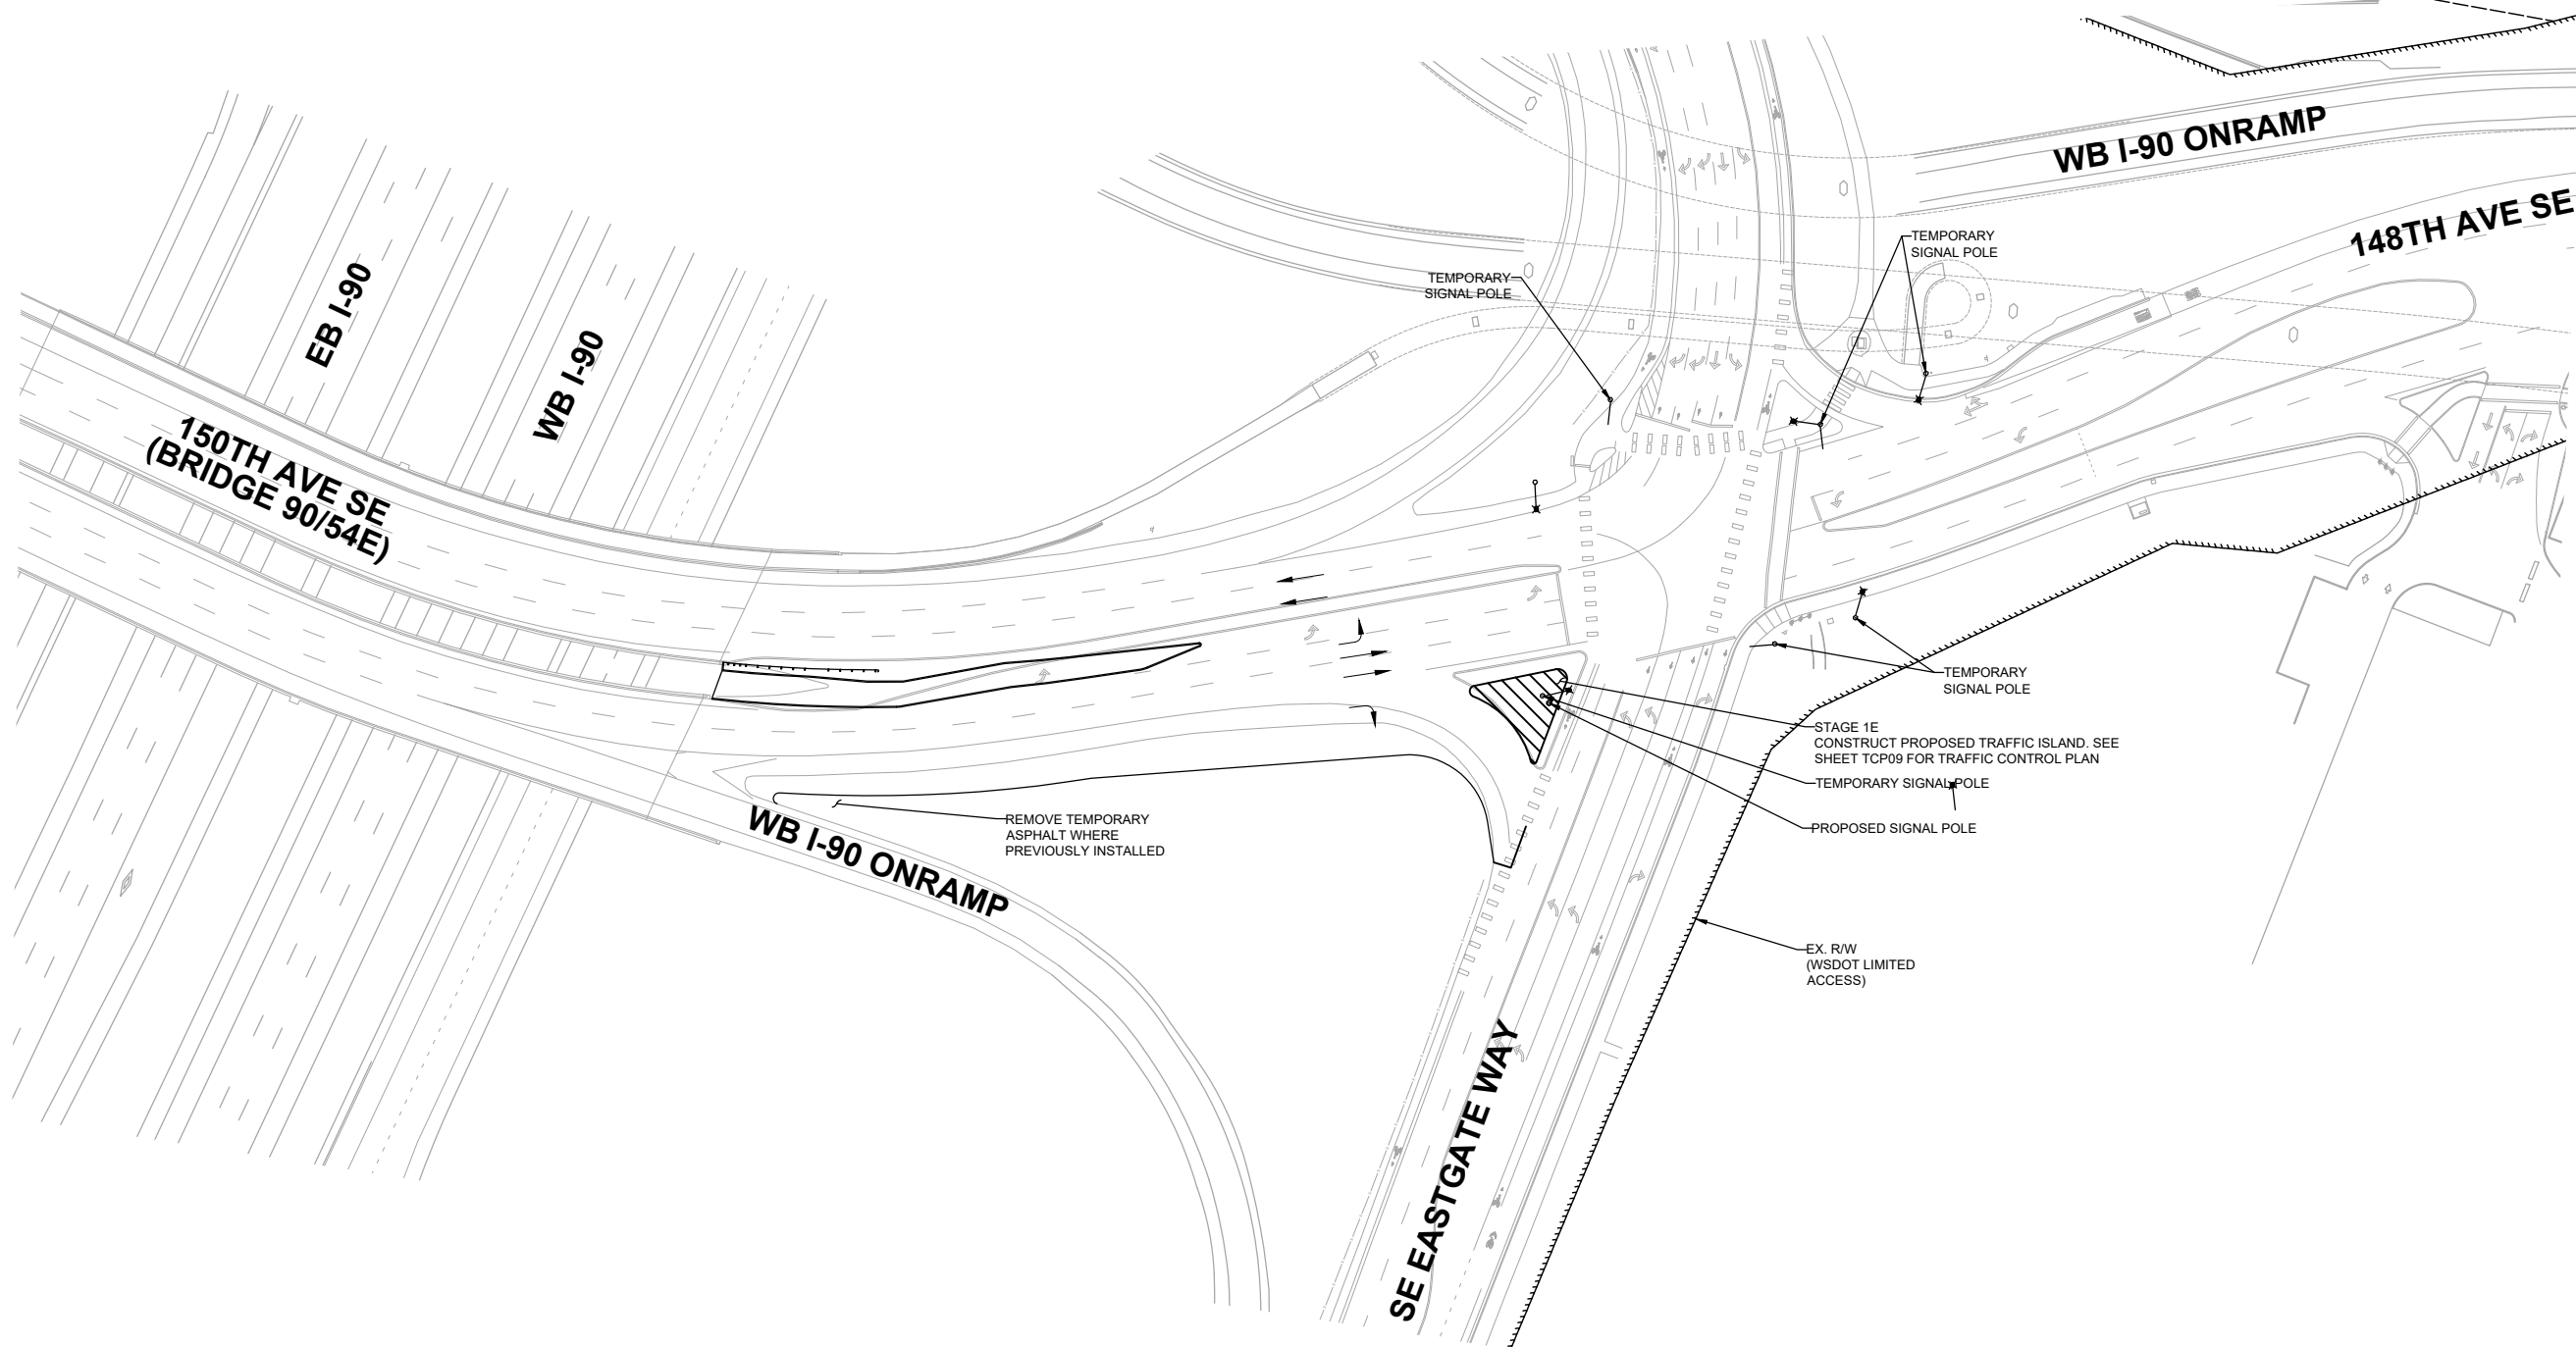 WB I-90 ONRAMP
148TH AVE SE
TEMPORARY
SIGNAL POLE
TEMPORARY
SIGNAL POLE
EB I-90
WB I-90
150TH AVE SE
(BRIDGE 90/54E)
TEMPORARY
SIGNAL POLE
STAGE 1E
CONSTRUCT PROPOSED TRAFFIC ISLAND. SEE
SHEET TCP09 FOR TRAFFIC CONTROL PLAN
TEMPORARY SIGNAL POLE
PROPOSED SIGNAL POLE
REMOVE TEMPORARY
ASPHALT WHERE
PREVIOUSLY INSTALLED
WB I-90 ONRAMP
EX. R/W
(WSDOT LIMITED
ACCESS)
SE EASTGATE WAY